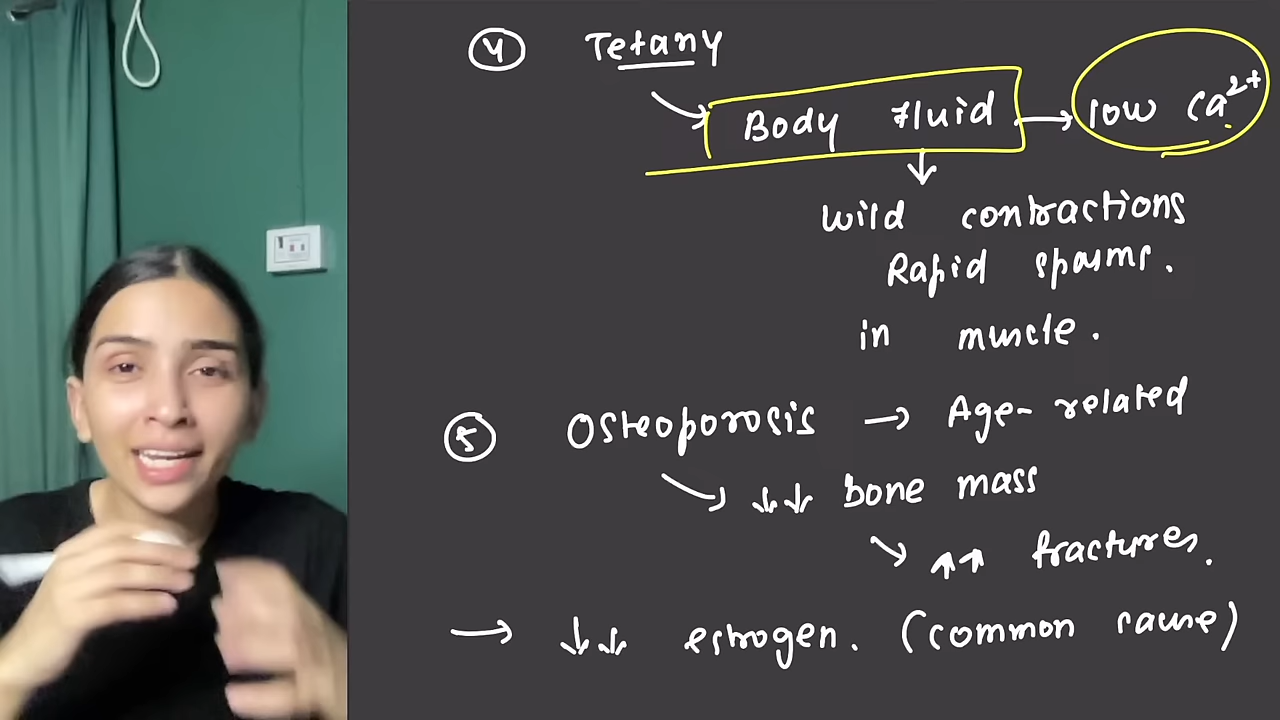 ④ Tetany
Body Fluid → low Ca²⁺
↓
Wild contractions
Rapid spasms.
in muscle.
⑤ Osteoporosis → Age-related
↓↓ bone mass
↑↑ fractures.
→ ↓↓ estrogen. (common cause)